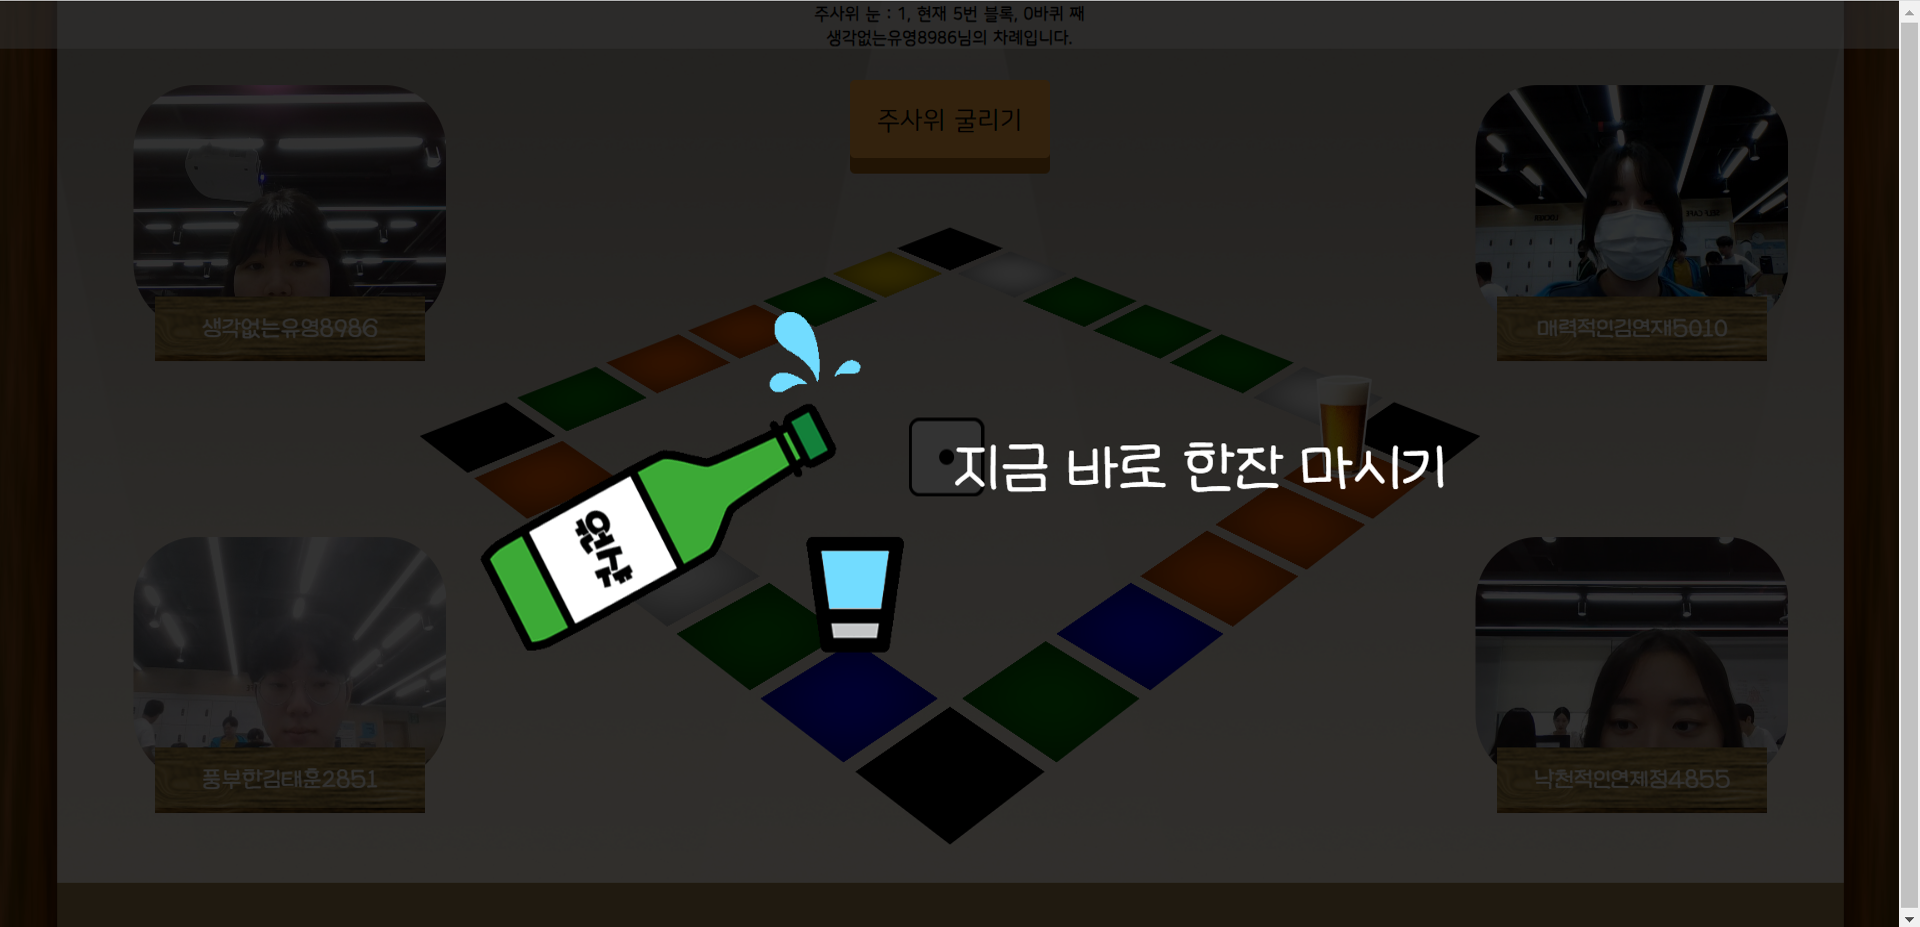 주사위 눈 : 1, 현재 5번 블록, 0바퀴 째
생각없는유영8986님의 차례입니다.
주사위 굴리기
생각없는유영8986
매력적인김연재5010
지금 바로 한잔 마시기
원샷
풍부한김태훈2851
낙천적인연제정4855